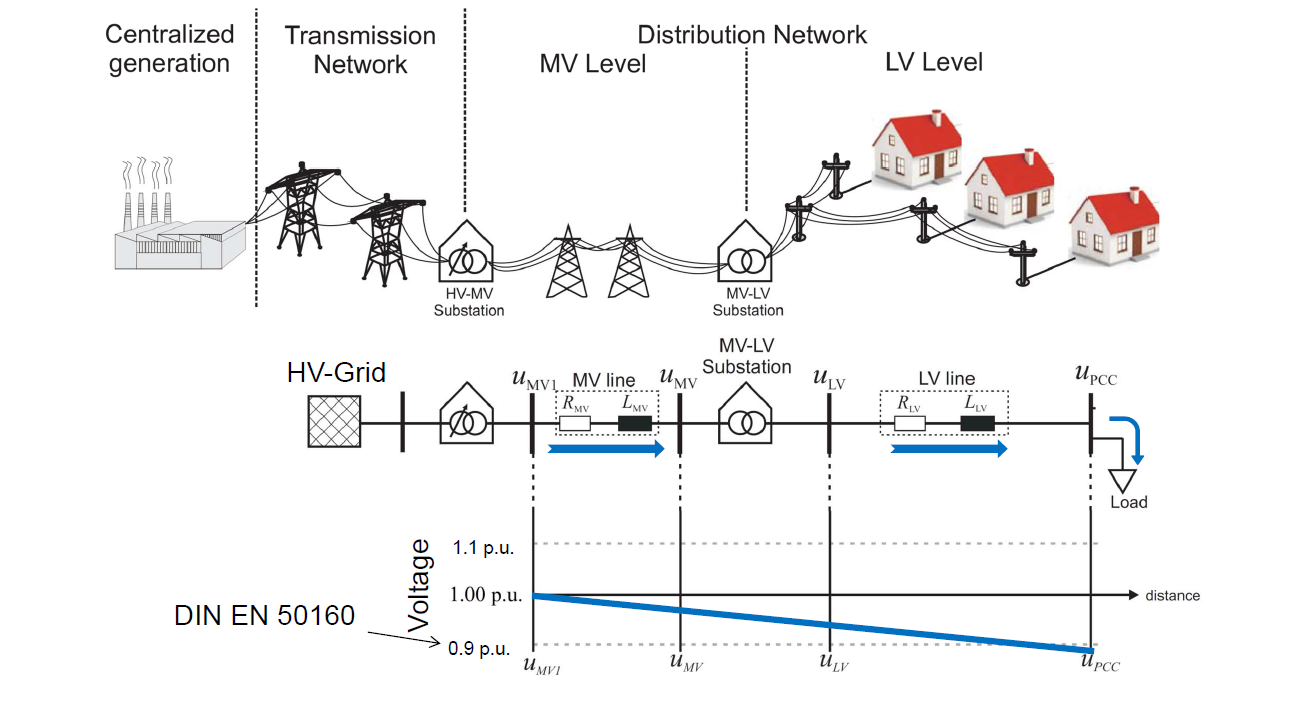 Centralized
generation
Transmission
Network
Distribution Network
MV Level
LV Level
HV-MV
Substation
MV-LV
Substation
HV-Grid
MV-LV
Substation
u_MV1
MV line
R_MV
L_MV
u_MV
u_LV
LV line
R_LV
L_LV
u_PCC
Load
Voltage
1.1 p.u.
1.00 p.u.
distance
DIN EN 50160
0.9 p.u.
u_MV1
u_MV
u_LV
u_PCC